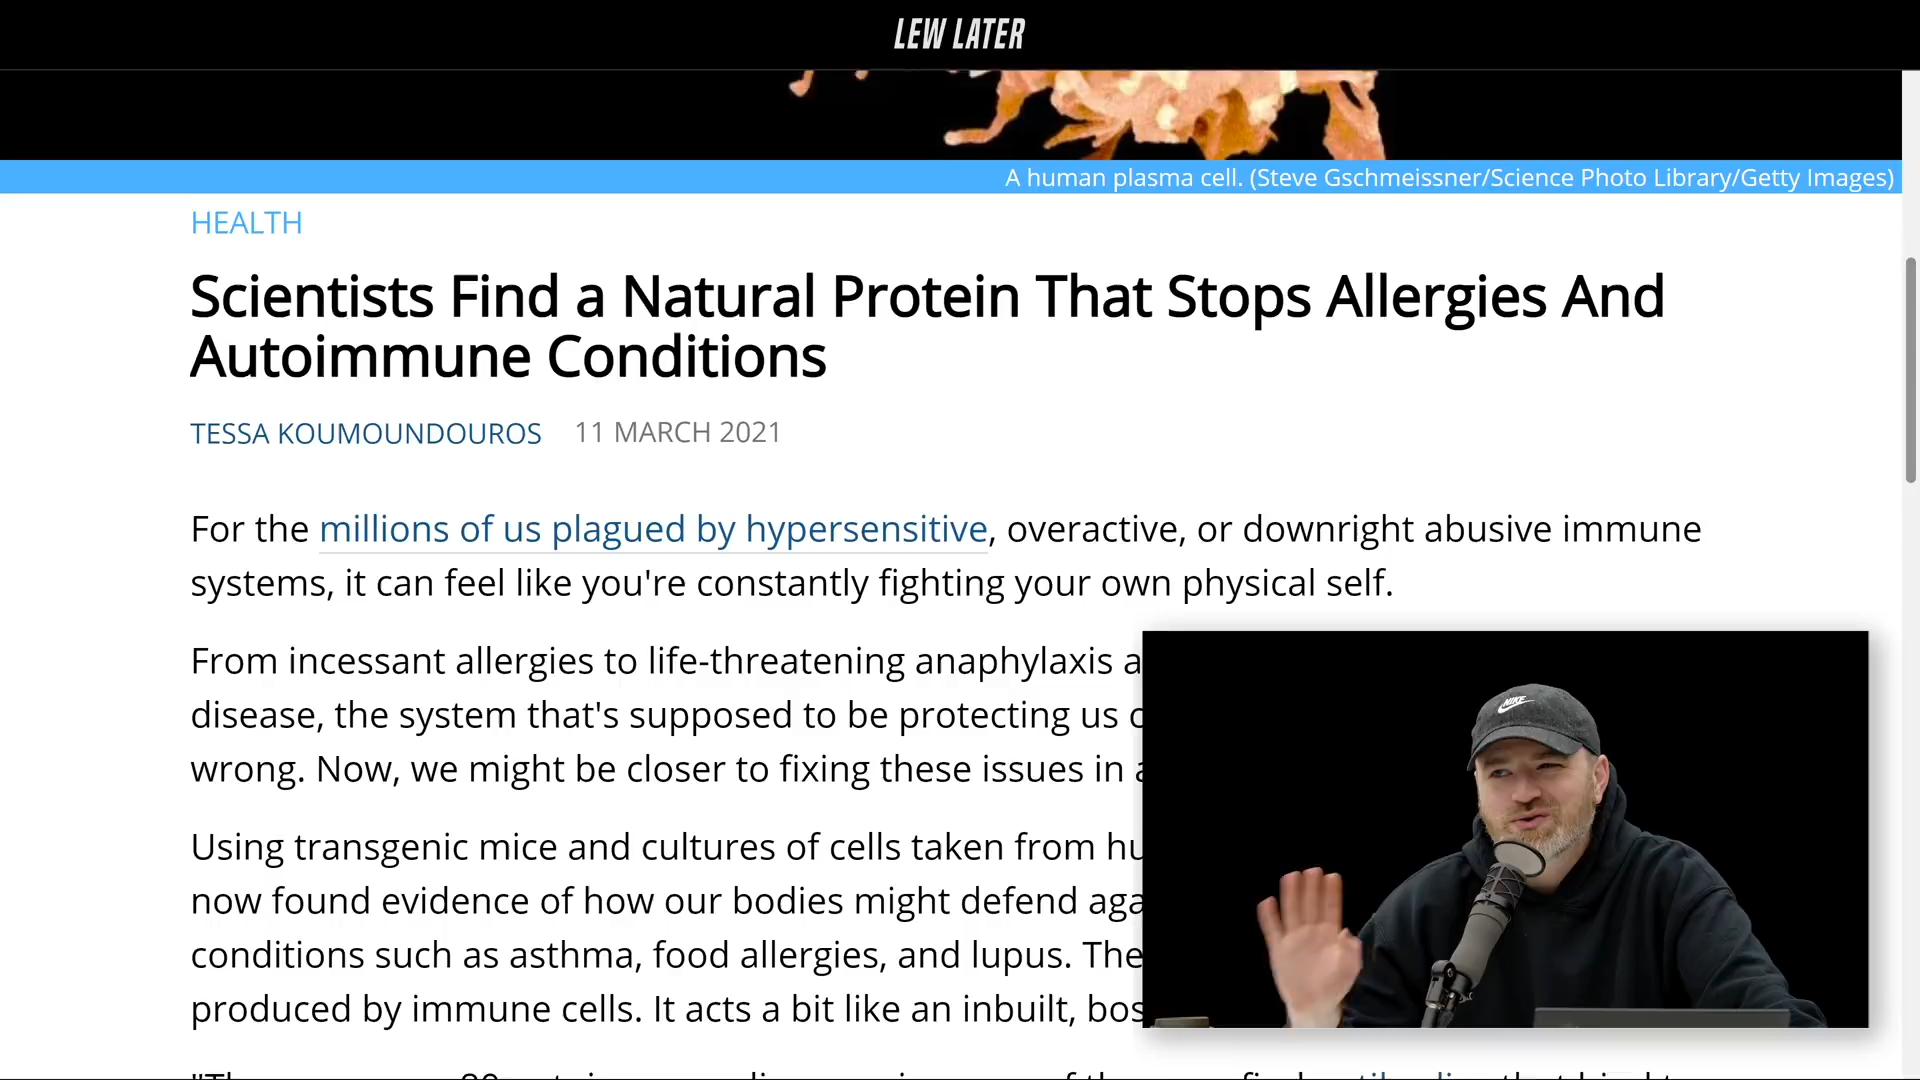 LEW LATER
A human plasma cell. (Steve Gschmeissner/Science Photo Library/Getty Images)
HEALTH
Scientists Find a Natural Protein That Stops Allergies And
Autoimmune Conditions
TESSA KOUMOUNDOUROS 11 MARCH 2021
For the millions of us plagued by hypersensitive, overactive, or downright abusive immune
systems, it can feel like you're constantly fighting your own physical self.
From incessant allergies to life-threatening anaphylaxis
disease, the system that's supposed to be protecting us
wrong. Now, we might be closer to fixing these issues in
Using transgenic mice and cultures of cells taken from
now found evidence of how our bodies might defend
conditions such as asthma, food allergies, and lupus.
produced by immune cells. It acts a bit like an inbuilt,
NIKE